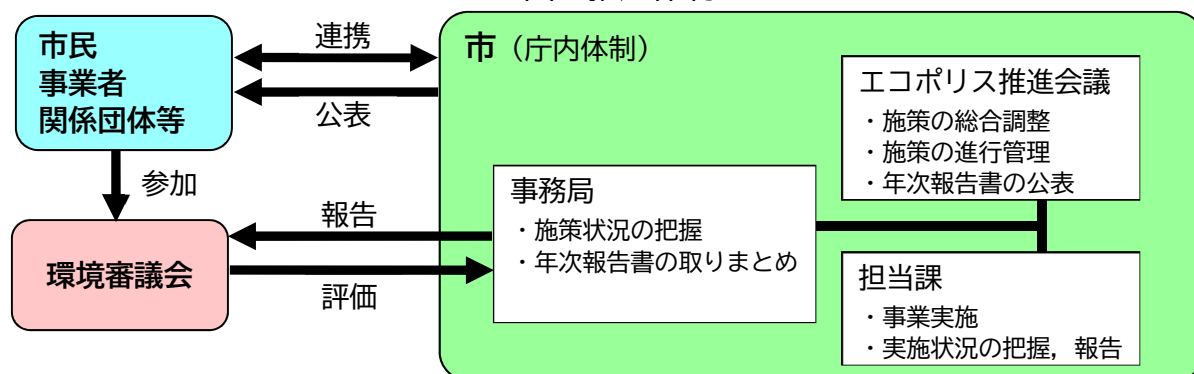 市民
事業者
関係団体等
連携
公表
参加
環境審議会
報告
評価
市（庁内体制）
事務局
・施策状況の把握
・年次報告書の取りまとめ
エコポリス推進会議
・施策の総合調整
・施策の進行管理
・年次報告書の公表
担当課
・事業実施
・実施状況の把握，報告